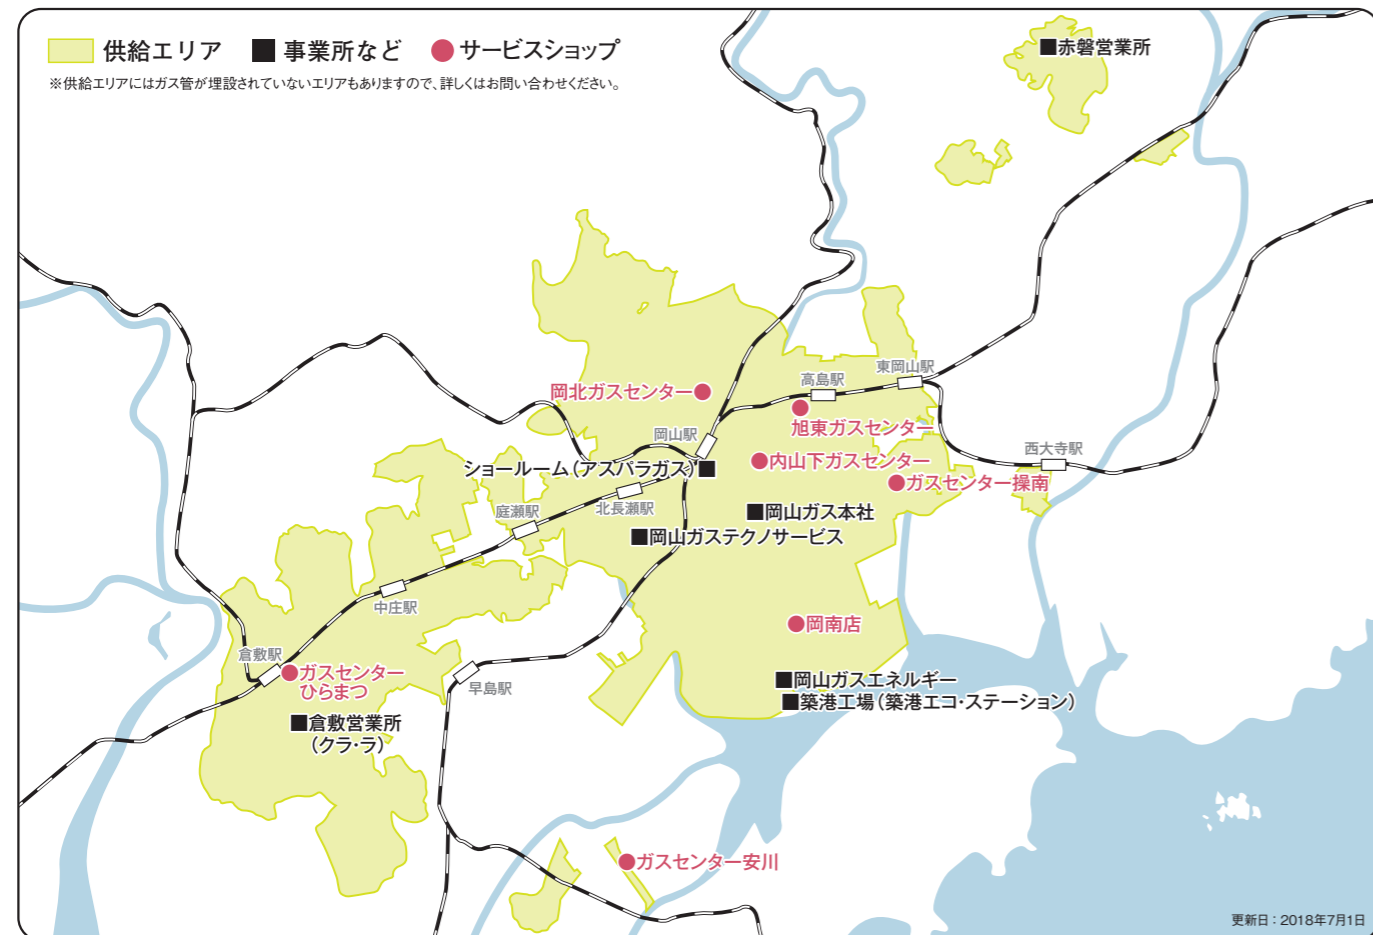 供給エリア ■ 事業所など ● サービスショップ
※供給エリアにはガス管が埋設されていないエリアもありますので、詳しくはお問い合わせください。
■赤磐営業所
東岡山駅
高島駅
岡北ガスセンター●
旭東ガスセンター
岡山駅
西大寺駅
●内山下ガスセンター
ショールーム（アスパラガス）■
●ガスセンター操南
北長瀬駅
庭瀬駅
■岡山ガス本社
■岡山ガステクノサービス
中庄駅
●岡南店
倉敷駅
●ガスセンター
ひらまつ
早島駅
■岡山ガスエネルギー
■築港工場（築港エコ・ステーション）
■倉敷営業所
（クラ・ラ）
●ガスセンター安川
更新日：2018年7月1日